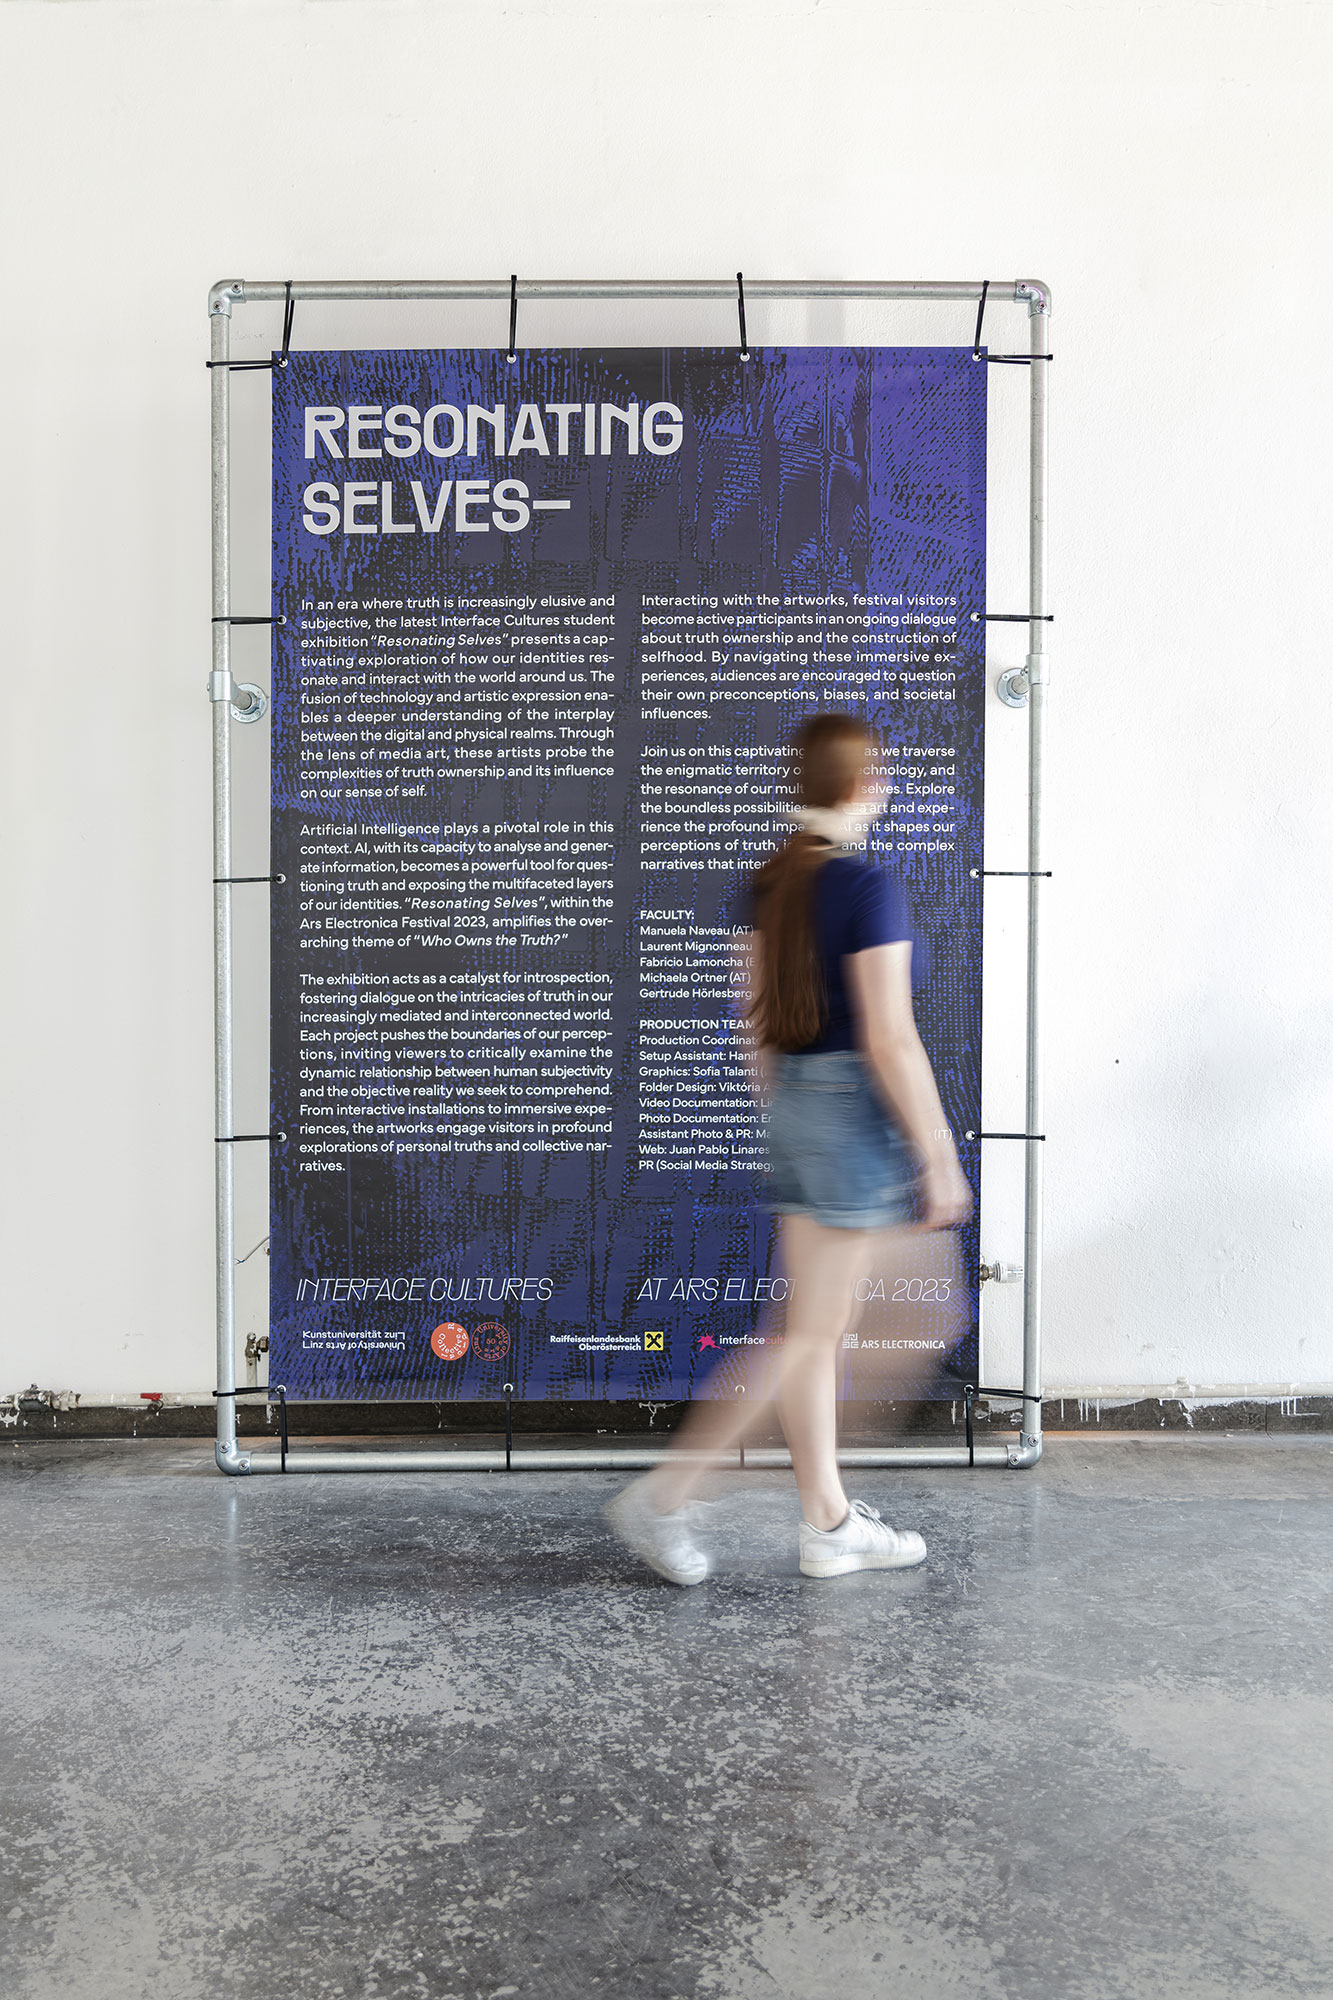 RESONATING
SELVES–
In an era where truth is increasingly elusive and
subjective, the latest Interface Cultures student
exhibition “Resonating Selves” presents a cap-
tivating exploration of how our identities res-
onate and interact with the world around us. The
fusion of technology and artistic expression ena-
bles a deeper understanding of the interplay
between the digital and physical realms. Through
the lens of media art, these artists probe the
complexities of truth ownership and its influence
on our sense of self.
Artificial Intelligence plays a pivotal role in this
context. AI, with its capacity to analyse and gener-
ate information, becomes a powerful tool for ques-
tioning truth and exposing the multifaceted layers
of our identities. “Resonating Selves”, within the
Ars Electronica Festival 2023, amplifies the over-
arching theme of “Who Owns the Truth?”
The exhibition acts as a catalyst for introspection,
fostering dialogue on the intricacies of truth in our
increasingly mediated and interconnected world.
Each project pushes the boundaries of our percep-
tions, inviting viewers to critically examine the
dynamic relationship between human subjectivity
and the objective reality we seek to comprehend.
From interactive installations to immersive expe-
riences, the artworks engage visitors in profound
explorations of personal truths and collective nar-
ratives.
Interacting with the artworks, festival visitors
become active participants in an ongoing dialogue
about truth ownership and the construction of
selfhood. By navigating these immersive ex-
periences, audiences are encouraged to question
their own preconceptions, biases, and societal
influences.
Join us on this captivating as we traverse
the enigmatic territory technology, and
the resonance of our selves. Explore
the boundless possibilities art and expe-
rience the profound AI as it shapes our
perceptions of truth, and the complex
narratives that
FACULTY:
Manuela Naveau (AT)
Laurent Mignonneau
Fabricio Lamoncha
Michaela Ortner (AT)
Gertrude
PRODUCTION TEAM
Production
Setup Assistant: Hanif
Graphics: Sofia Talanti
Folder Design: Viktória
Video Documentation:
Photo Documentation:
Assistant Photo & PR: (IT)
Web: Juan Pablo Linares
PR (Social Media
INTERFACE CULTURES
AT ARS 2023
Kunstuniversität Linz
University of Arts Linz
Raiffeisenlandesbank
Oberösterreich
interface
ARS ELECTRONICA